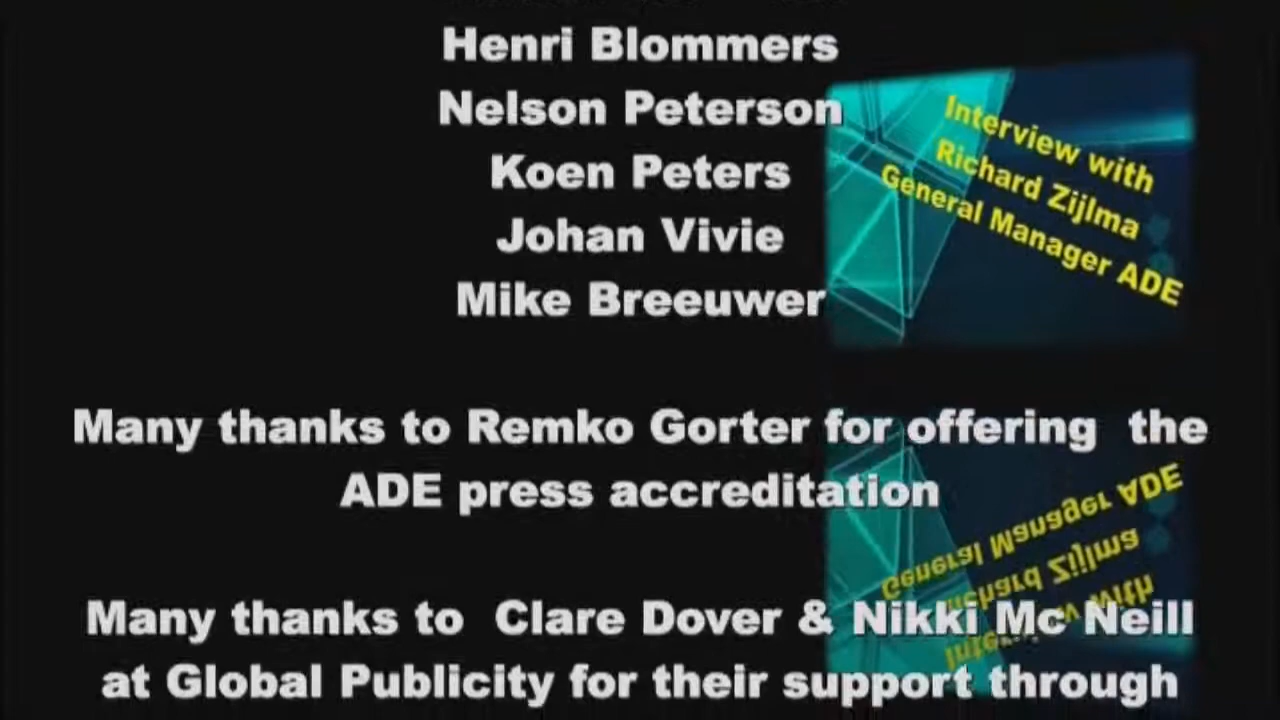 Henri Blommers
Nelson Peterson
Koen Peters
Johan Vivie
Mike Breeuwer
Interview with
Richard Zijlma
General Manager ADE
Many thanks to Remko Gorter for offering  the
ADE press accreditation
Many thanks to  Clare Dover & Nikki Mc Neill
at Global Publicity for their support through